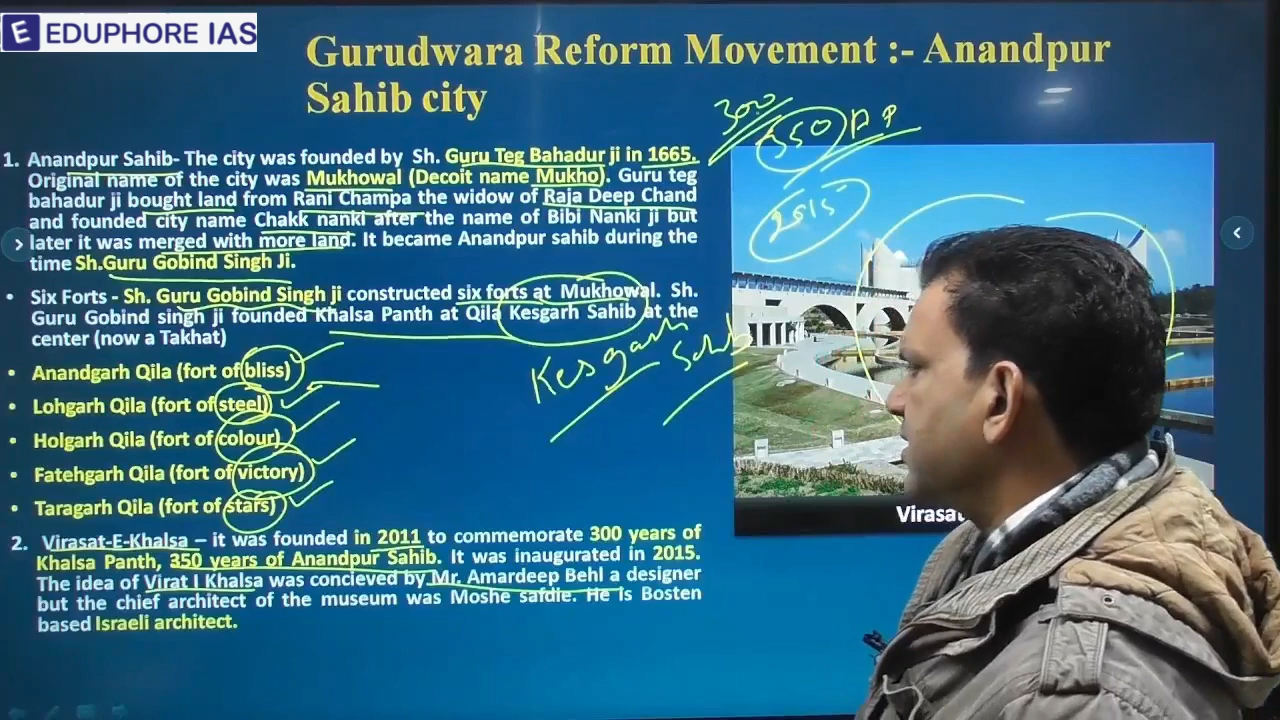 E EDUPHORE IAS
Gurudwara Reform Movement :- Anandpur
Sahib city
300
350 A P
2015
1. Anandpur Sahib- The city was founded by Sh. Guru Teg Bahadur ji in 1665.
Original name of the city was Mukhowal (Decoit name Mukho). Guru teg
bahadur ji bought land from Rani Champa the widow of Raja Deep Chand
and founded city name Chakk nanki after the name of Bibi Nanki ji but
later it was merged with more land. It became Anandpur sahib during the
time Sh.Guru Gobind Singh Ji.
• Six Forts - Sh. Guru Gobind Singh ji constructed six forts at Mukhowal. Sh.
Guru Gobind singh ji founded Khalsa Panth at Qila Kesgarh Sahib at the
center (now a Takhat)
Kesgarh Sahib
• Anandgarh Qila (fort of bliss)
• Lohgarh Qila (fort of steel)
• Holgarh Qila (fort of colour)
• Fatehgarh Qila (fort of victory)
• Taragarh Qila (fort of stars)
2. Virasat-E-Khalsa – it was founded in 2011 to commemorate 300 years of
Khalsa Panth, 350 years of Anandpur Sahib. It was inaugurated in 2015.
The idea of Virat I Khalsa was concieved by Mr. Amardeep Behl a designer
but the chief architect of the museum was Moshe safdie. He is Bosten
based Israeli architect.
Virasat